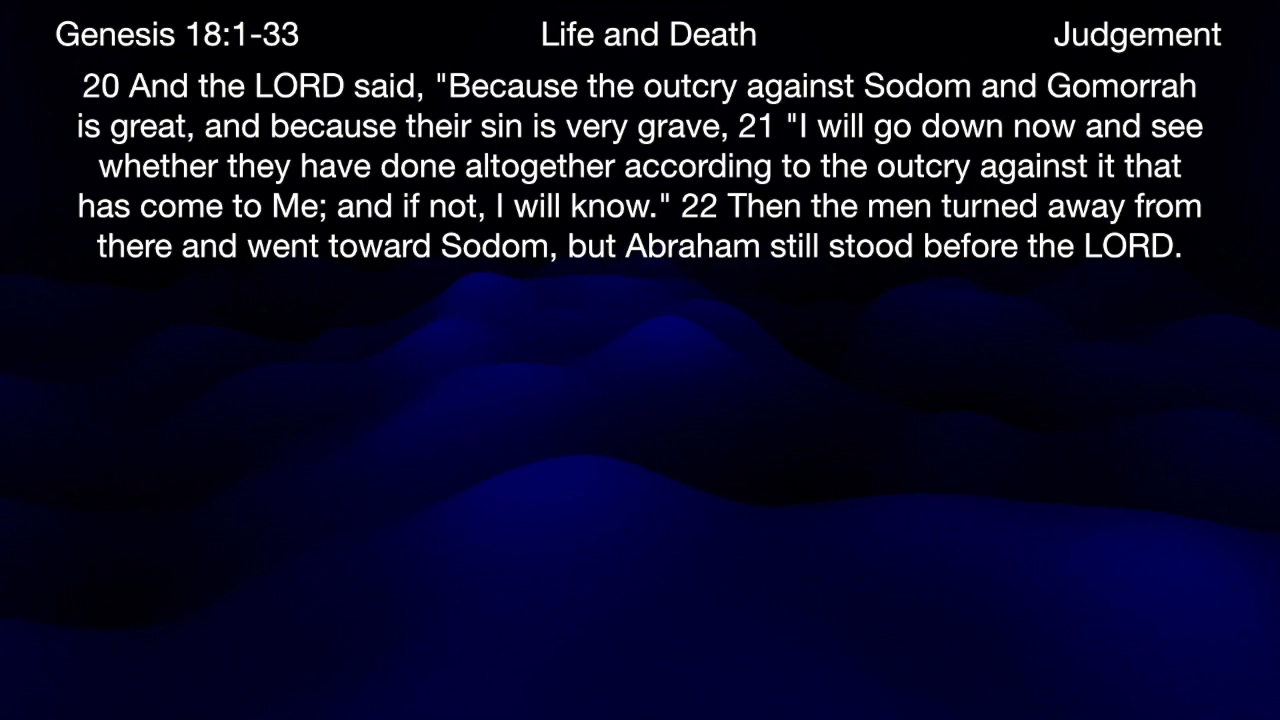 Genesis 18:1-33 Life and Death Judgement
20 And the LORD said, "Because the outcry against Sodom and Gomorrah
is great, and because their sin is very grave, 21 "I will go down now and see
whether they have done altogether according to the outcry against it that
has come to Me; and if not, I will know." 22 Then the men turned away from
there and went toward Sodom, but Abraham still stood before the LORD.